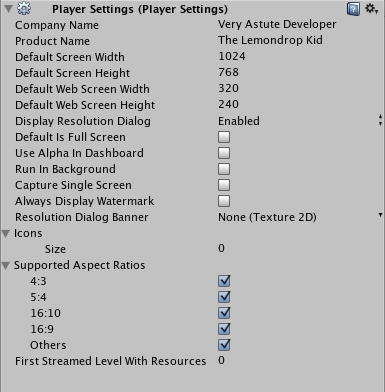 Player Settings (Player Settings)
Company Name Very Astute Developer
Product Name The Lemondrop Kid
Default Screen Width 1024
Default Screen Height 768
Default Web Screen Width 320
Default Web Screen Height 240
Display Resolution Dialog Enabled
Default Is Full Screen
Use Alpha In Dashboard
Run In Background
Capture Single Screen
Always Display Watermark
Resolution Dialog Banner None (Texture 2D)
Icons
Size 0
Supported Aspect Ratios
4:3
5:4
16:10
16:9
Others
First Streamed Level With Resources 0